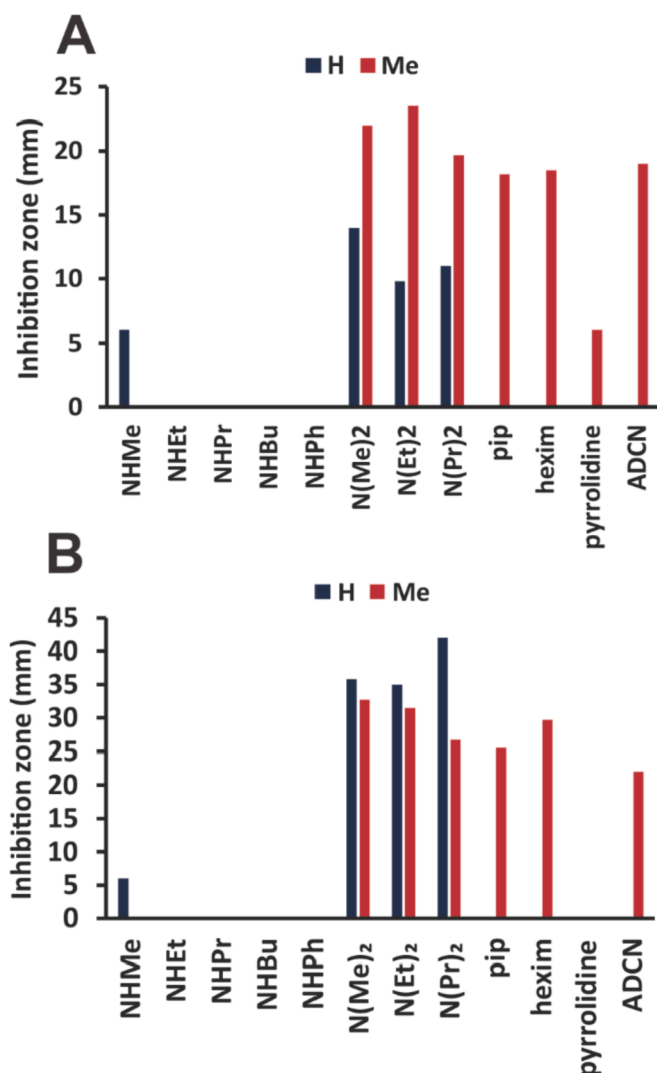 A
H Me
Inhibition zone (mm)
25
20
15
10
5
0
NHMe
NHEt
NHPr
NHBu
NHPh
N(Me)2
N(Et)2
N(Pr)2
pip
hexim
pyrrolidine
ADCN
B
H Me
Inhibition zone (mm)
45
40
35
30
25
20
15
10
5
0
NHMe
NHEt
NHPr
NHBu
NHPh
N(Me)₂
N(Et)₂
N(Pr)₂
pip
hexim
pyrrolidine
ADCN